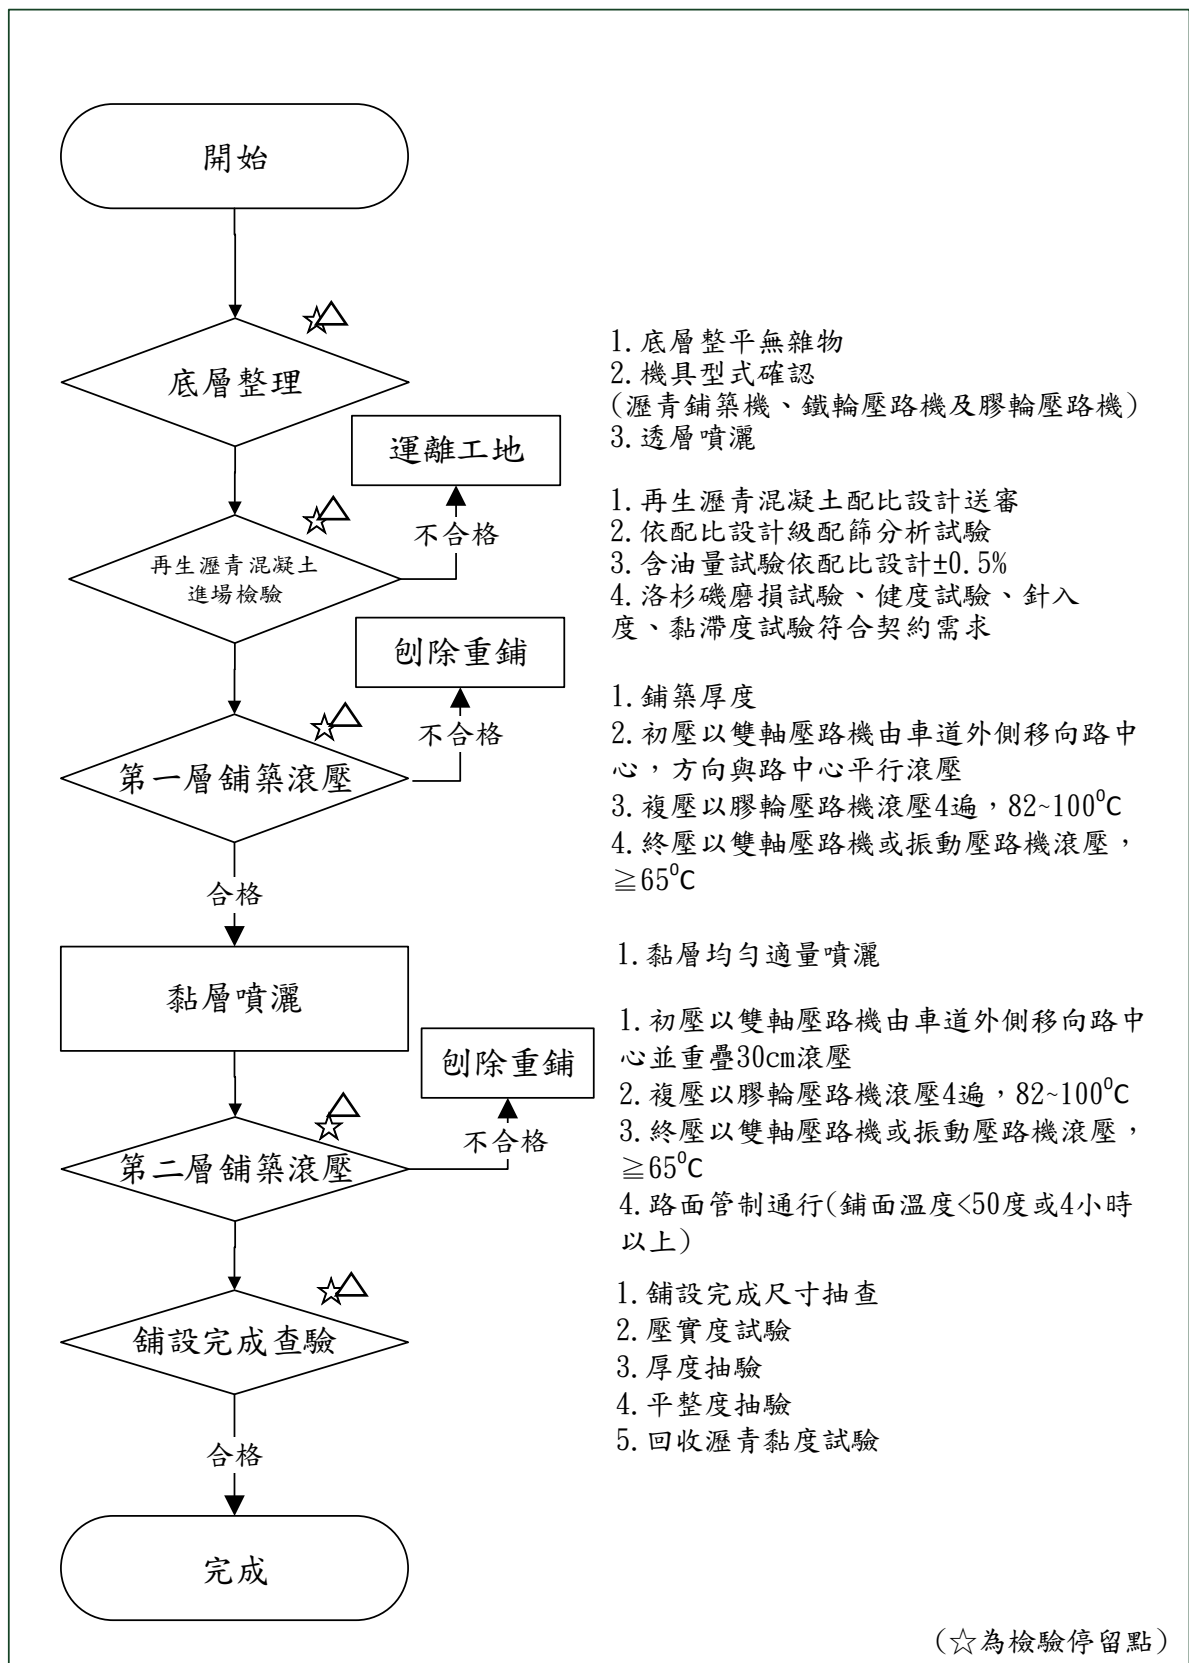 開始
底層整理
1.底層整平無雜物
2.機具型式確認
(瀝青鋪築機、鐵輪壓路機及膠輪壓路機)
3.透層噴灑
運離工地
不合格
再生瀝青混凝土
進場檢驗
1.再生瀝青混凝土配比設計送審
2.依配比設計級配篩分析試驗
3.含油量試驗依配比設計±0.5%
4.洛杉磯磨損試驗、健度試驗、針入
度、黏滯度試驗符合契約需求
刨除重鋪
不合格
第一層舖築滾壓
1.鋪築厚度
2.初壓以雙軸壓路機由車道外側移向路中
心，方向與路中心平行滾壓
3.複壓以膠輪壓路機滾壓4遍，82~100⁰C
4.終壓以雙軸壓路機或振動壓路機滾壓，
≧65⁰C
合格
黏層噴灑
1.黏層均勻適量噴灑
刨除重鋪
不合格
第二層舖築滾壓
1.初壓以雙軸壓路機由車道外側移向路中
心並重疊30cm滾壓
2.複壓以膠輪壓路機滾壓4遍，82~100⁰C
3.終壓以雙軸壓路機或振動壓路機滾壓，
≧65⁰C
4.路面管制通行(鋪面溫度<50度或4小時
以上)
舖設完成查驗
1.舖設完成尺寸抽查
2.壓實度試驗
3.厚度抽驗
4.平整度抽驗
5.回收瀝青黏度試驗
合格
完成
(☆為檢驗停留點)